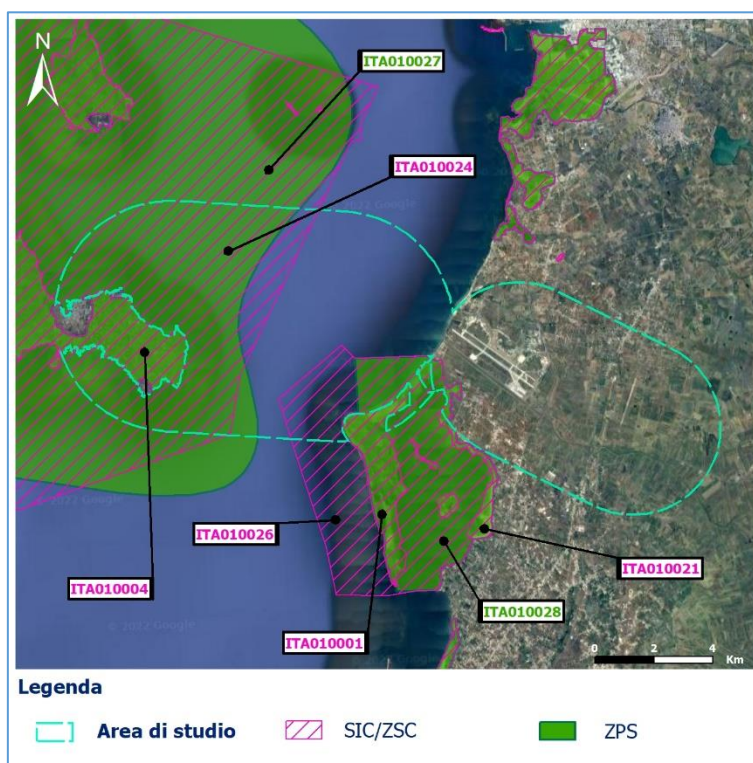 N
ITA010027
ITA010024
Google
ITA010026
ITA010004
ITA010021
ITA010028
ITA010001
© 2022 Google
0 2 4
Km
Legenda
Area di studio
SIC/ZSC
ZPS